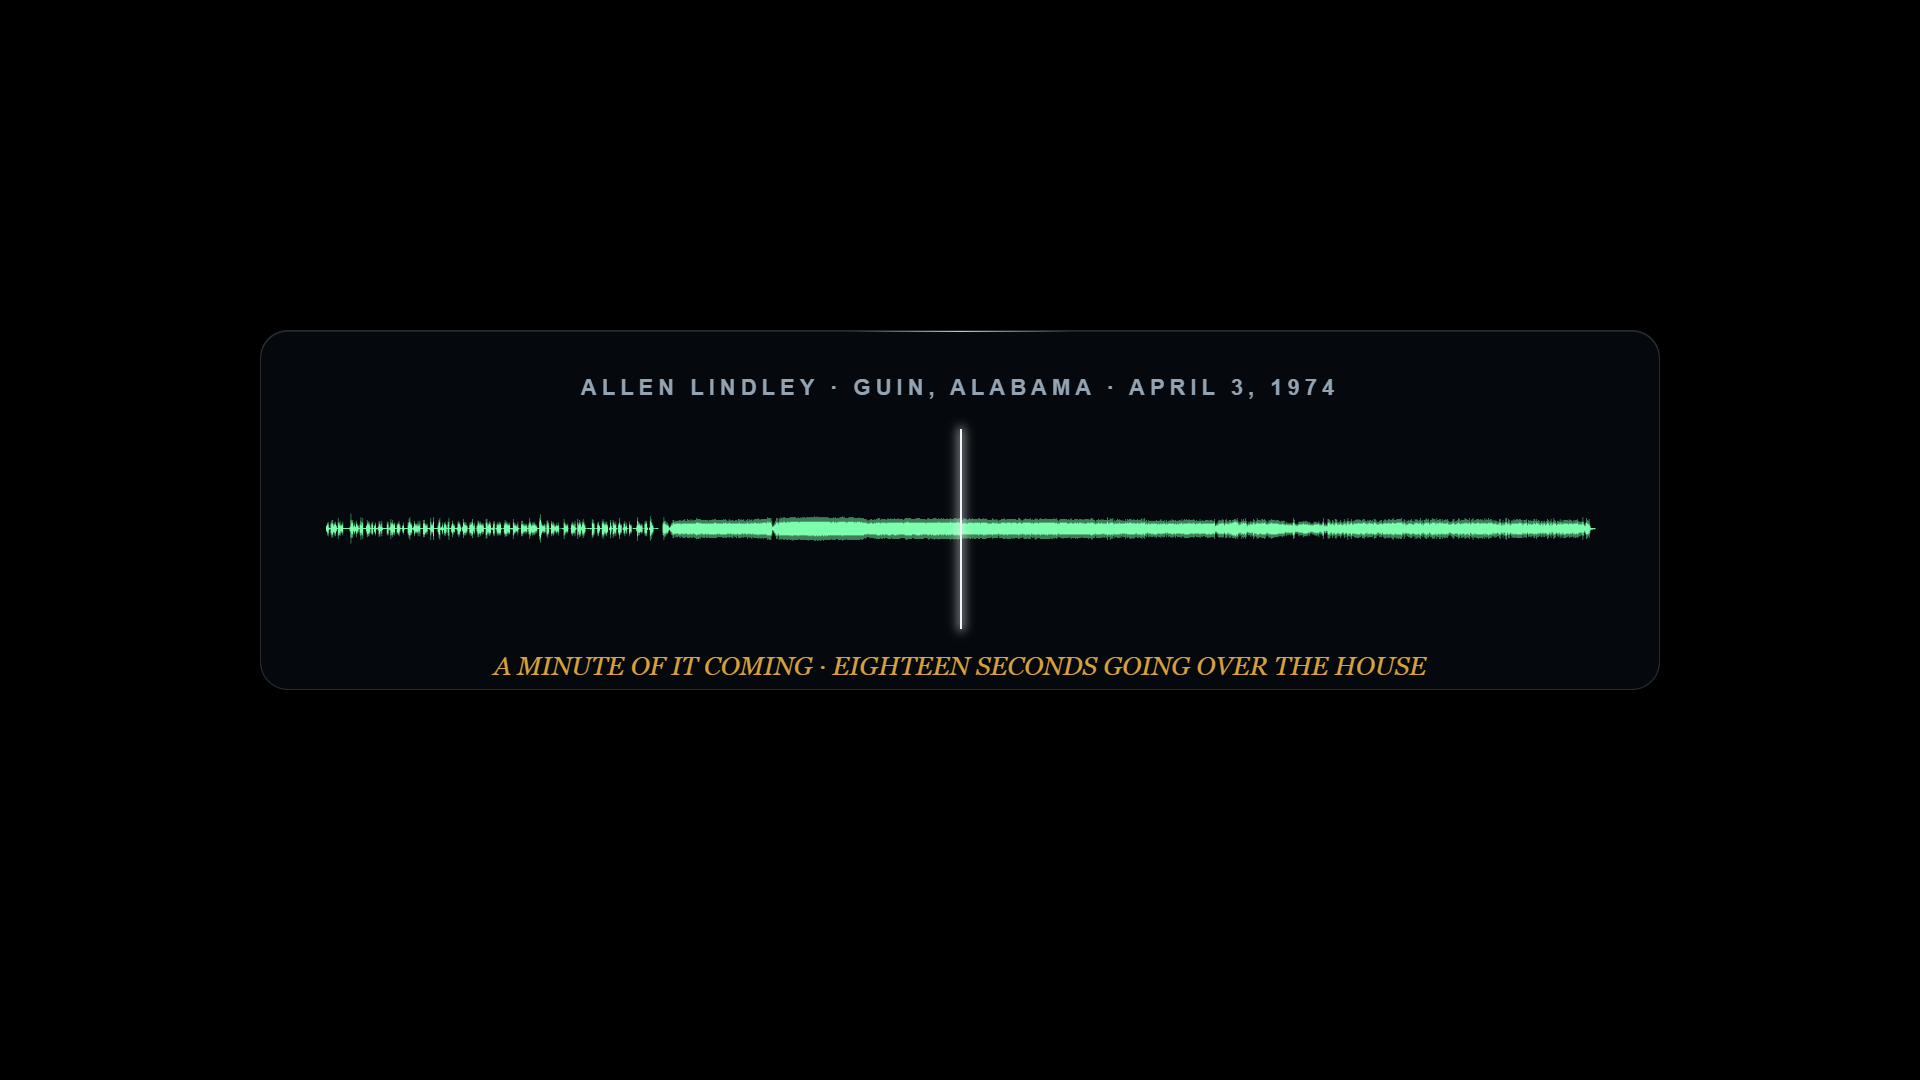 ALLEN LINDLEY · GUIN, ALABAMA · APRIL 3, 1974
A MINUTE OF IT COMING · EIGHTEEN SECONDS GOING OVER THE HOUSE